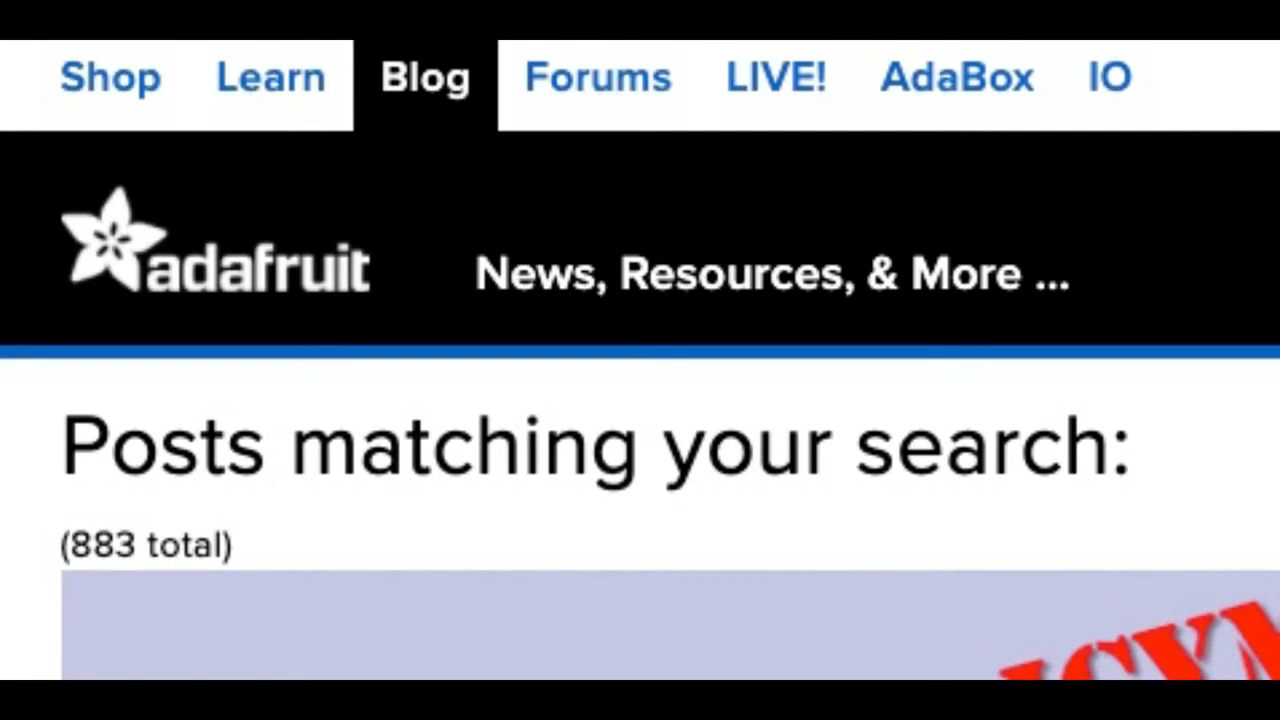 Shop Learn Blog Forums LIVE! AdaBox IO
adafruit
News, Resources, & More ...
Posts matching your search:
(883 total)